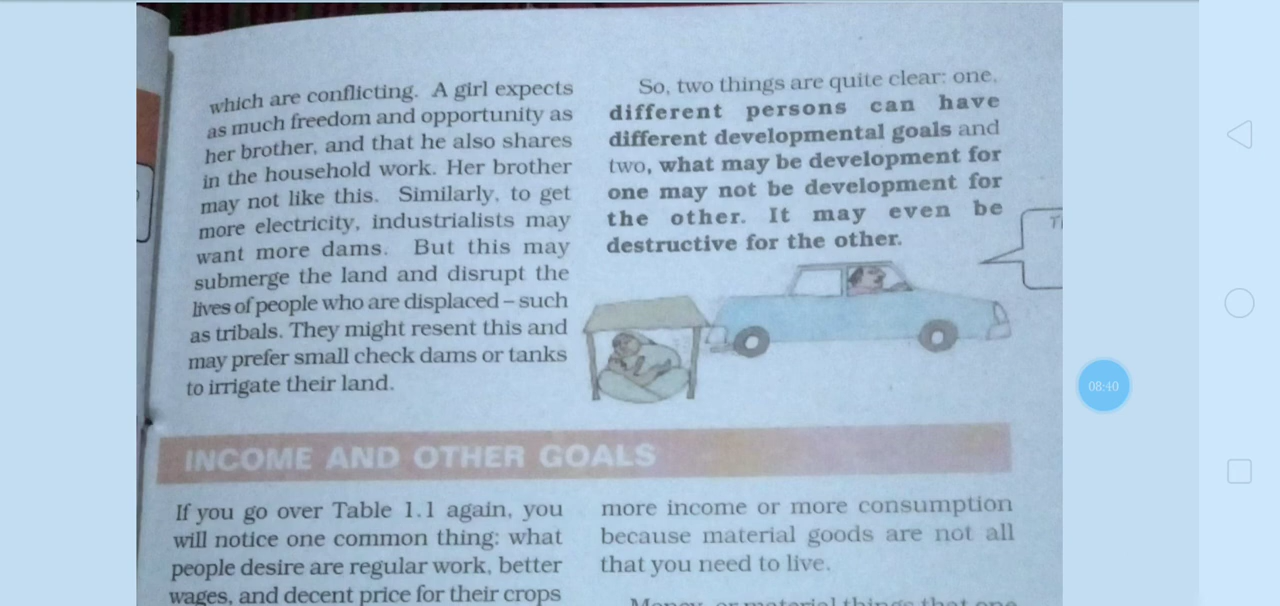 which are conflicting. A girl expects
as much freedom and opportunity as
her brother, and that he also shares
in the household work. Her brother
may not like this. Similarly, to get
more electricity, industrialists may
want more dams. But this may
submerge the land and disrupt the
lives of people who are displaced – such
as tribals. They might resent this and
may prefer small check dams or tanks
to irrigate their land.
So, two things are quite clear: one,
different persons can have
different developmental goals and
two, what may be development for
one may not be development for
the other. It may even be
destructive for the other.
08:40
INCOME AND OTHER GOALS
If you go over Table 1.1 again, you
will notice one common thing: what
people desire are regular work, better
wages, and decent price for their crops
more income or more consumption
because material goods are not all
that you need to live.
Money, or material things that one